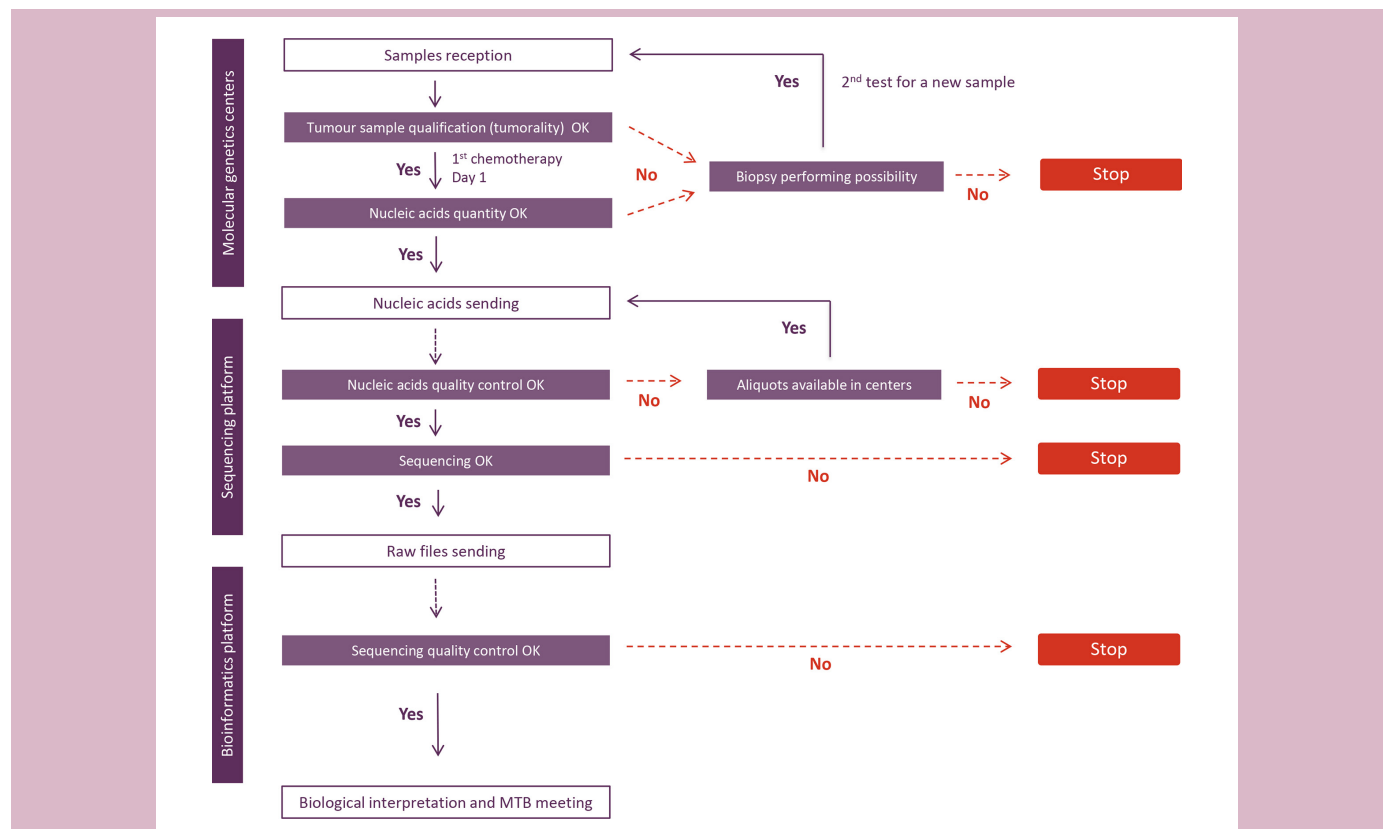 Molecular genetics centers
Samples reception
Yes
2nd test for a new sample
Tumour sample qualification (tumorality) OK
Yes
1st chemotherapy
Day 1
No
Biopsy performing possibility
No
Stop
Nucleic acids quantity OK
Yes
Nucleic acids sending
Yes
Sequencing platform
Nucleic acids quality control OK
No
Aliquots available in centers
No
Stop
Yes
Sequencing OK
No
Stop
Yes
Raw files sending
Bioinformatics platform
Sequencing quality control OK
No
Stop
Yes
Biological interpretation and MTB meeting